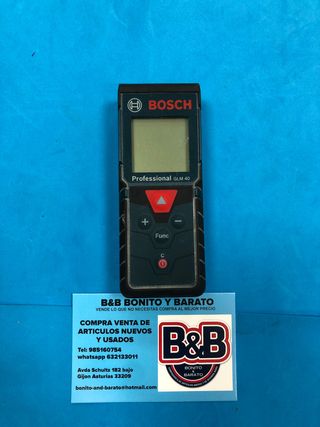 BOSCH
Professional GLM 40
+
−
Func
C
B&B BONITO Y BARATO
VENDE LO QUE NO NECESITAS COMPRA AL MEJOR PRECIO
COMPRA VENTA DE
ARTICULOS NUEVOS
Y USADOS
Tel: 985160754
whatsapp 632133011
Avda Schultz 182 bajo
Gijon Asturias 33209
bonito-and-barato@hotmail.com
B&B
BONITO
Y
BARATO